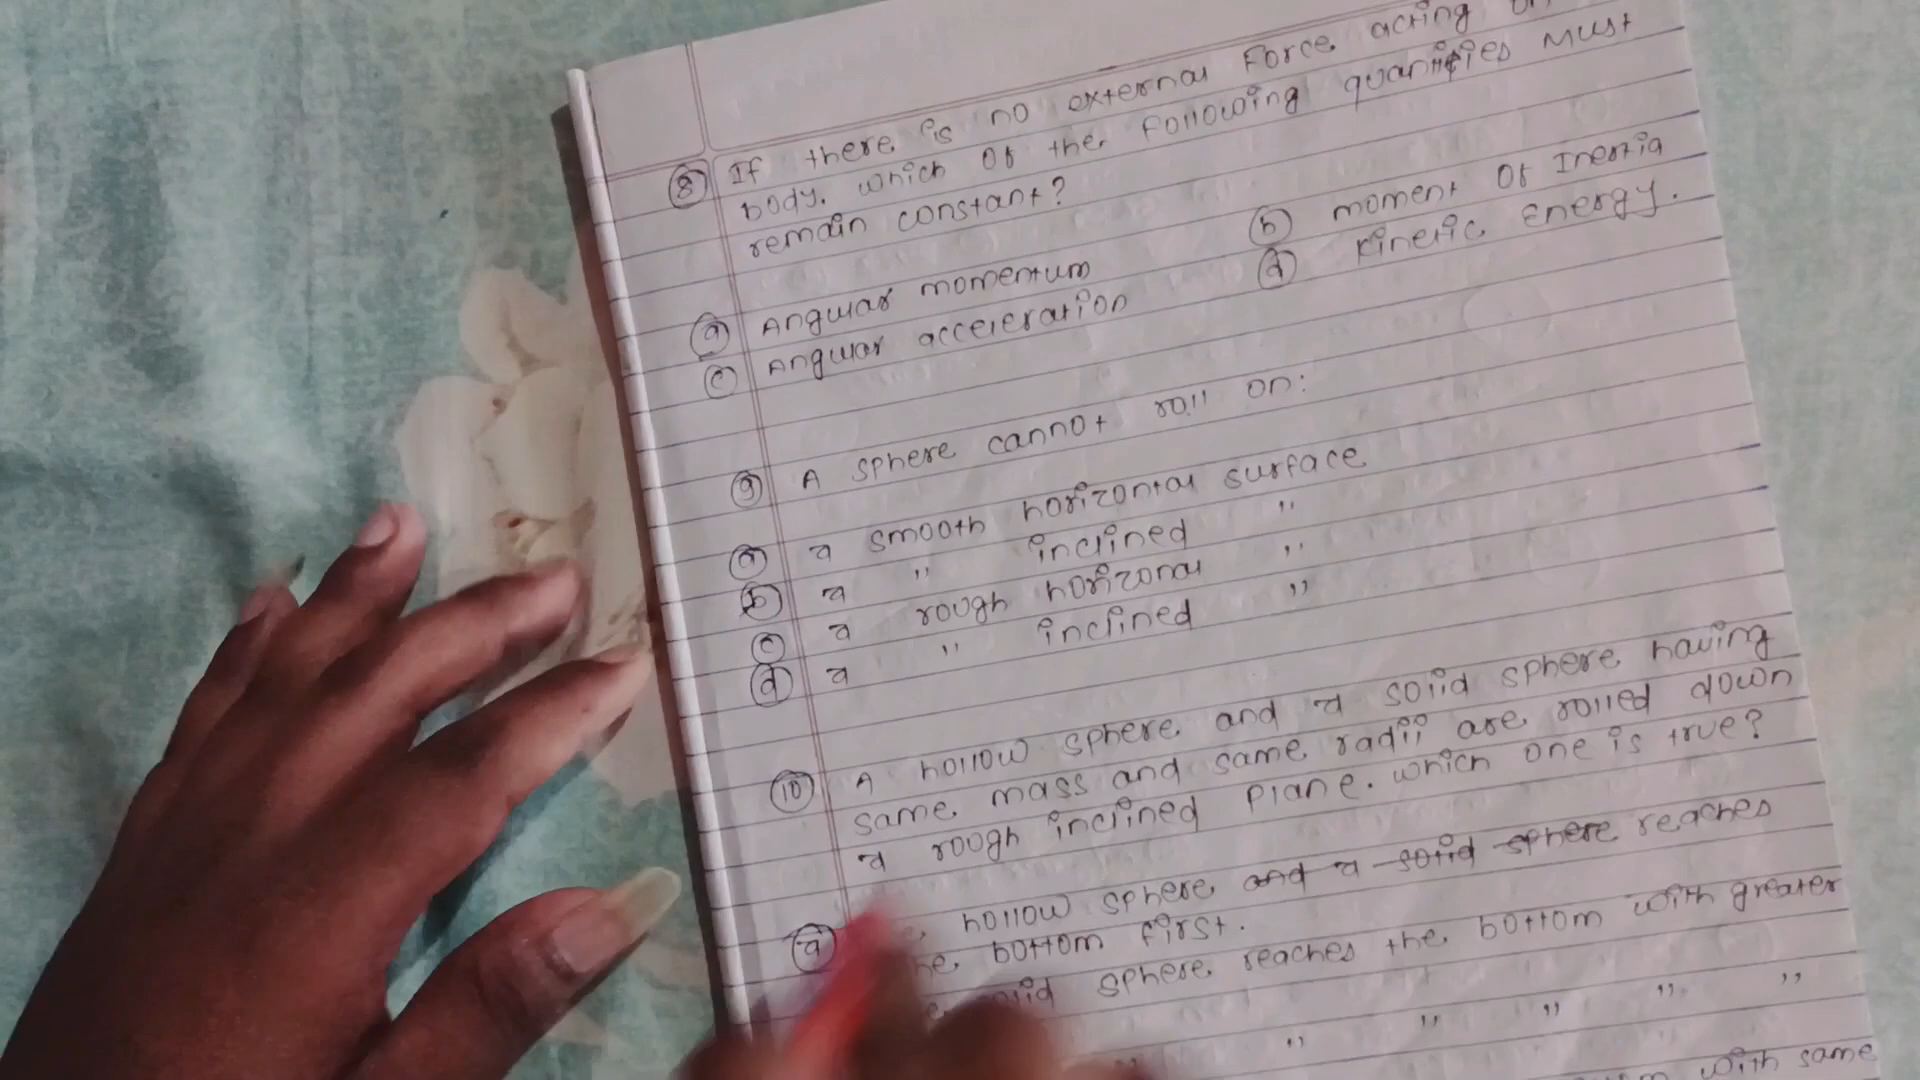 ⑧ If there is no external Force acting
body. which of the following quantities must
remain constant?
ⓐ Angular momentum ⓑ moment of Inertia
ⓒ Angular acceleration ⓓ kinetic Energy.
⑨ A sphere cannot roll on:
ⓐ a smooth horizontal surface
ⓑ a " inclined "
ⓒ a rough horizonal "
ⓓ a " inclined "
⑩ A hollow sphere and a solid sphere having
same mass and same radii are rolled down
a rough inclined plane. which one is true?
ⓐ hollow sphere and a solid sphere reaches
bottom first.
sphere reaches the bottom with greater
" " " " "
with same